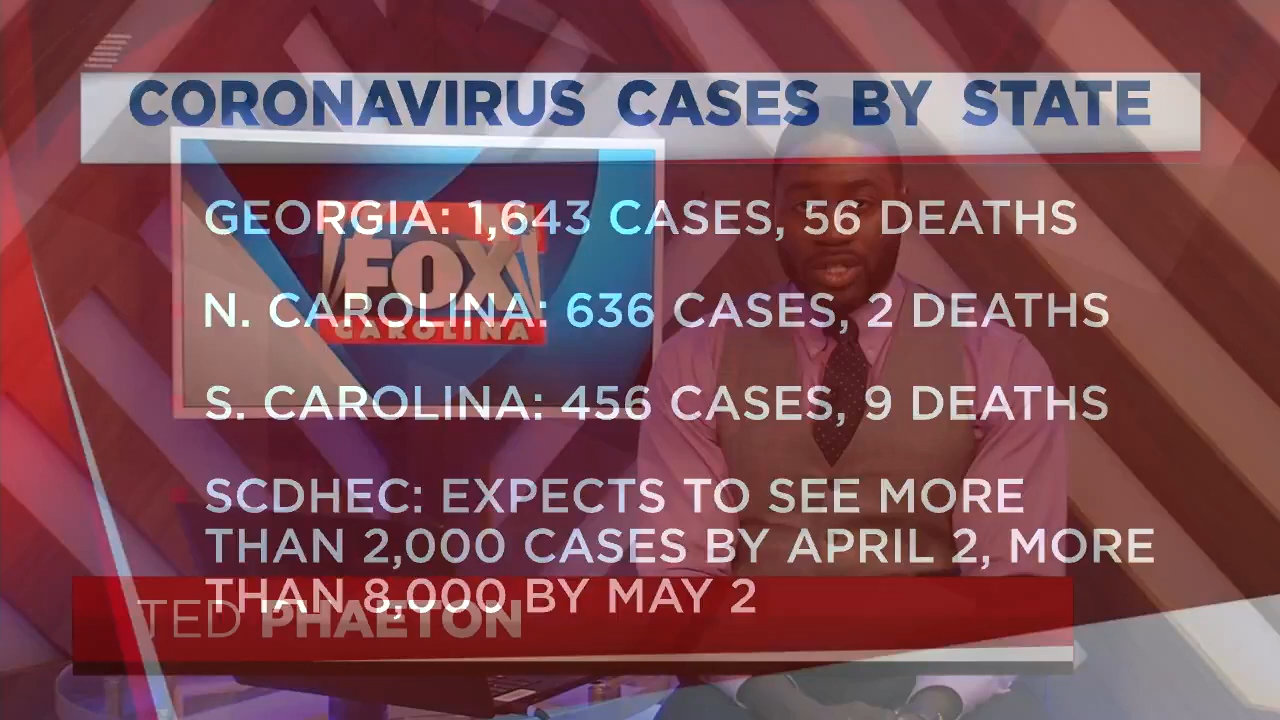 CORONAVIRUS CASES BY STATE
GEORGIA: 1,643 CASES, 56 DEATHS
FOX
CAROLINA
N. CAROLINA: 636 CASES, 2 DEATHS
S. CAROLINA: 456 CASES, 9 DEATHS
SCDHEC: EXPECTS TO SEE MORE
THAN 2,000 CASES BY APRIL 2, MORE
THAN 8,000 BY MAY 2
TED PHAETON